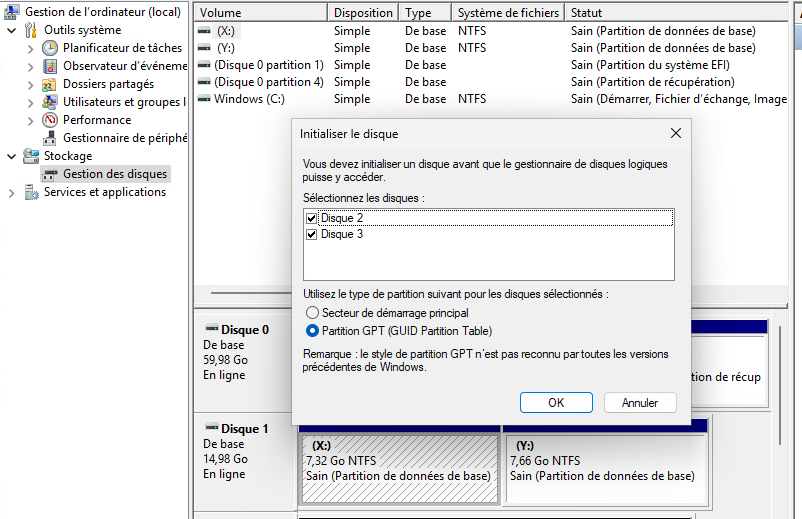 Gestion de l'ordinateur (local)
Outils système
Planificateur de tâches
Observateur d'événeme
Dossiers partagés
Utilisateurs et groupes l
Performance
Gestionnaire de périphé
Stockage
Gestion des disques
Services et applications
Volume Disposition Type Système de fichiers Statut
(X:) Simple De base NTFS Sain (Partition de données de base)
(Y:) Simple De base NTFS Sain (Partition de données de base)
(Disque 0 partition 1) Simple De base Sain (Partition du système EFI)
(Disque 0 partition 4) Simple De base Sain (Partition de récupération)
Windows (C:) Simple De base NTFS Sain (Démarrer, Fichier d'échange, Image
Initialiser le disque
Vous devez initialiser un disque avant que le gestionnaire de disques logiques
puisse y accéder.
Sélectionnez les disques :
Disque 2
Disque 3
Utilisez le type de partition suivant pour les disques sélectionnés :
Secteur de démarrage principal
Partition GPT (GUID Partition Table)
Remarque : le style de partition GPT n'est pas reconnu par toutes les versions
précédentes de Windows.
OK Annuler
Disque 0
De base
59,98 Go
En ligne
tion de récup
Disque 1
De base
14,98 Go
En ligne
(X:)
7,32 Go NTFS
Sain (Partition de données de base)
(Y:)
7,66 Go NTFS
Sain (Partition de données de base)